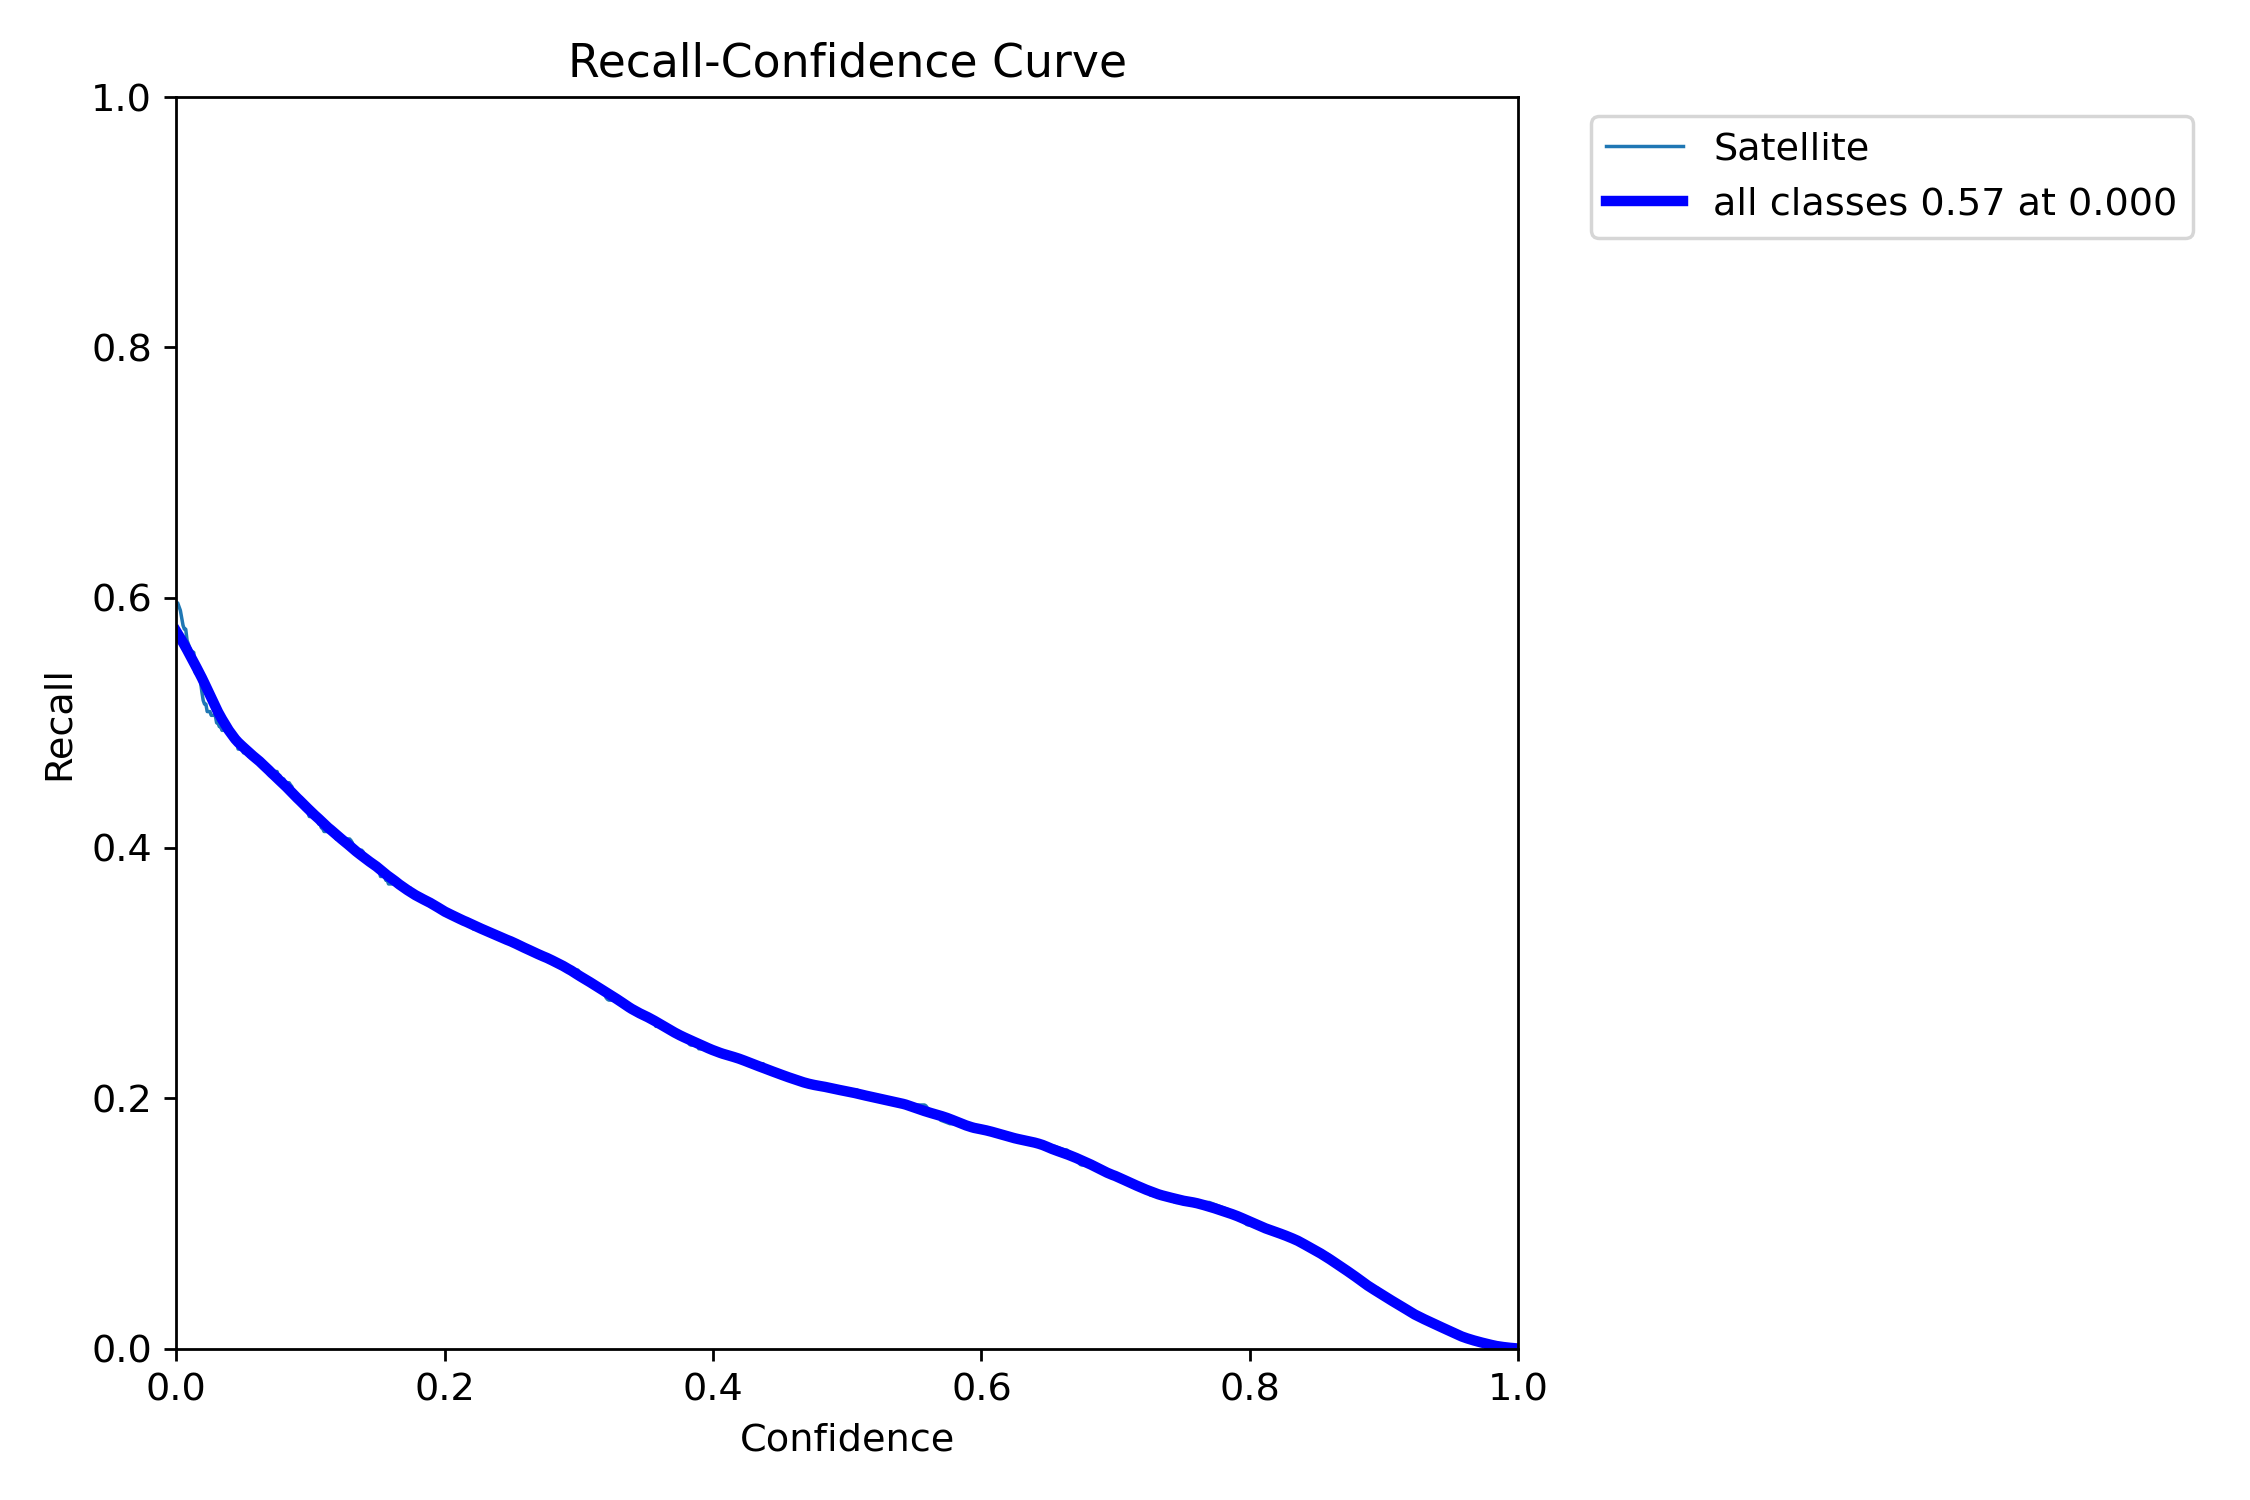 Recall-Confidence Curve
1.0
0.8
0.6
0.4
0.2
0.0
Recall
0.0 0.2 0.4 0.6 0.8 1.0
Confidence
Satellite
all classes 0.57 at 0.000